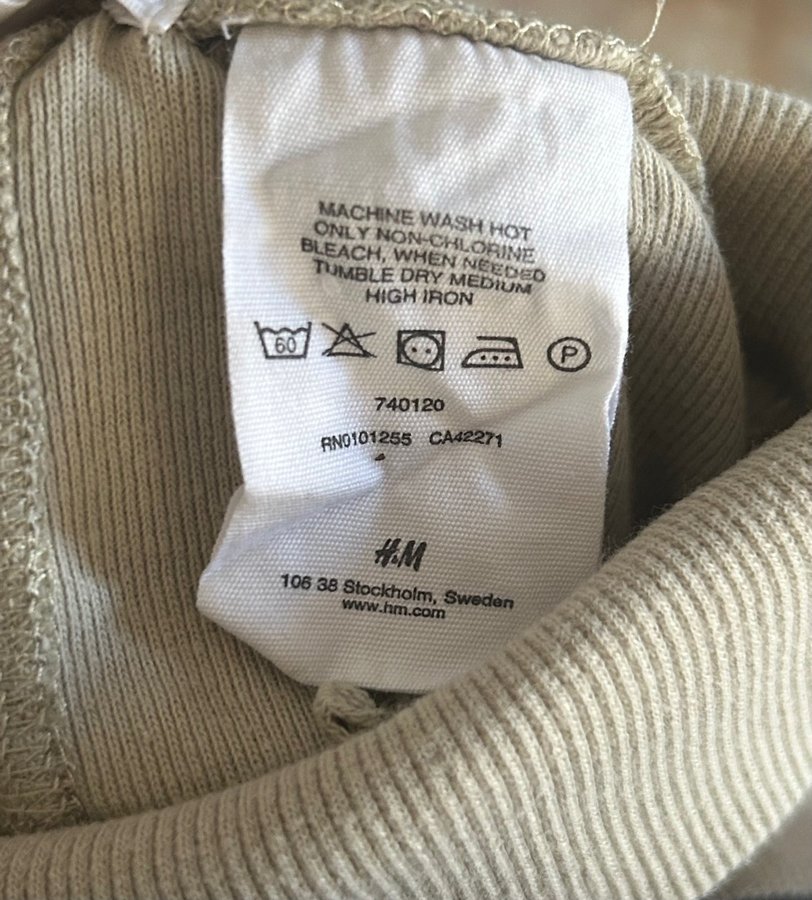 MACHINE WASH HOT
ONLY NON-CHLORINE
BLEACH, WHEN NEEDED
TUMBLE DRY MEDIUM
HIGH IRON
60 P
740120
RN0101255 CA42271
H&M
106 38 Stockholm, Sweden
www.hm.com